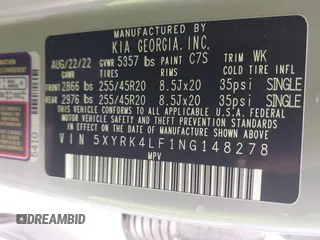 MANUFACTURED BY
KIA GEORGIA, INC.
AUG/22/22 GVWR 5357 lbs PAINT C7S TRIM WK
GAWR TIRES RIMS COLD TIRE INF.
FRONT 2866 lbs 255/45R20 8.5Jx20 35psi SINGLE
REAR 2976 lbs 255/45R20 8.5Jx20 35psi SINGLE
THIS VEHICLE CONFORMS TO ALL APPLICABLE
U.S. FEDERAL MOTOR VEHICLE SAFETY, BUMPER,
AND THEFT PREVENTION STANDARDS IN EFFECT
ON THE DATE OF MANUFACTURE SHOWN ABOVE.
VIN 5XYRK4LF1NG148278
MPV
5410
DREAMBID